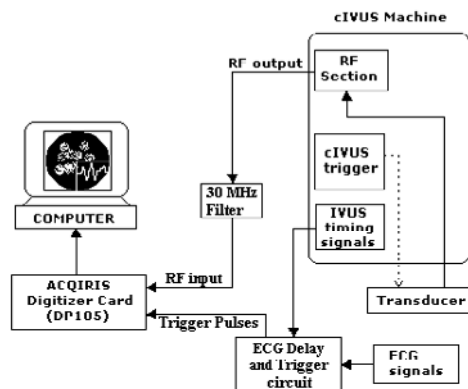 cIVUS Machine
RF output
RF
Section
cIVUS
trigger
30 MHz
Filter
IVUS
timing
signals
COMPUTER
RF input
ACQIRIS
Digitizer Card
(DP105)
Transducer
Trigger Pulses
ECG Delay
and Trigger
circuit
ECG
signals